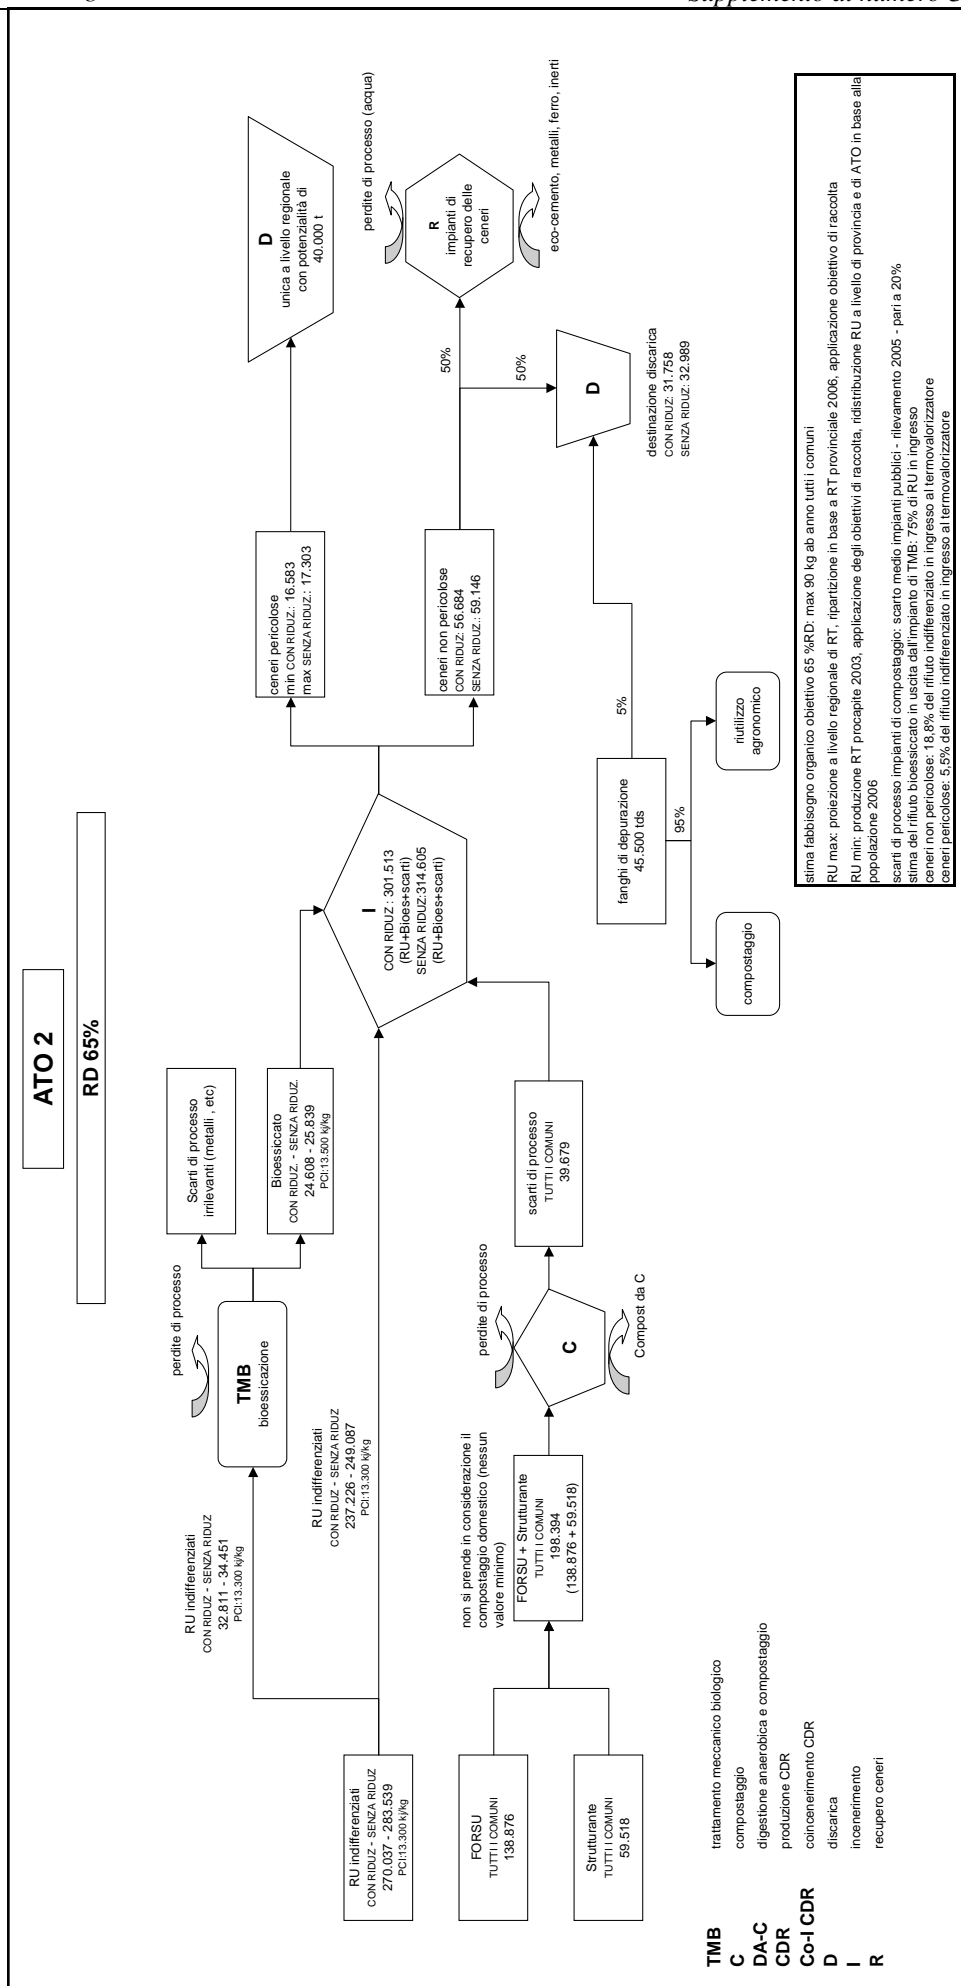 Supplemento al numero
ATO 2
RD 65%
RU indifferenziati
CON RIDUZ - SENZA RIDUZ
270.037 - 283.539
PCI:13.300 kj/kg
FORSU
TUTTI I COMUNI
138.876
Strutturante
TUTTI I COMUNI
59.518
RU indifferenziati
CON RIDUZ - SENZA RIDUZ
32.811 - 34.451
PCI:13.300 kj/kg
RU indifferenziati
CON RIDUZ - SENZA RIDUZ
237.226 - 249.087
PCI:13.300 kj/kg
non si prende in considerazione il
compostaggio domestico (nessun
valore minimo)
FORSU + Strutturante
TUTTI I COMUNI
198.394
(138.876 + 59.518)
perdite di processo
TMB
bioessicazione
perdite di processo
C
Compost da C
Scarti di processo
irrilevanti (metalli , etc)
Bioessiccato
CON RIDUZ. - SENZA RIDUZ.
24.608 - 25.839
PCI:13.500 kj/kg
scarti di processo
TUTTI I COMUNI
39.679
I
CON RIDUZ : 301.513
(RU+Bioes+scarti)
SENZA RIDUZ:314.605
(RU+Bioes+scarti)
ceneri pericolose
min CON RIDUZ.: 16.583
max SENZA RIDUZ.: 17.303
ceneri non pericolose
CON RIDUZ: 56.684
SENZA RIDUZ.: 59.146
D
unica a livello regionale
con potenzialità di
40.000 t
perdite di processo (acqua)
R
impianti di
recupero delle
ceneri
eco-cemento, metalli, ferro, inerti
50%
50%
D
destinazione discarica
CON RIDUZ: 31.758
SENZA RIDUZ: 32.989
fanghi di depurazione
45.500 tds
5%
95%
compostaggio
riutilizzo
agronomico
TMB trattamento meccanico biologico
C compostaggio
DA-C digestione anaerobica e compostaggio
CDR produzione CDR
Co-I CDR coincenerimento CDR
D discarica
I incenerimento
R recupero ceneri
stima fabbisogno organico obiettivo 65 %RD: max 90 kg ab anno tutti i comuni
RU max: proiezione a livello regionale di RT, ripartizione in base a RT provinciale 2006, applicazione obiettivo di raccolta
RU min: produzione RT procapite 2003, applicazione degli obiettivi di raccolta, ridistribuzione RU a livello di provincia e di ATO in base alla
popolazione 2006
scarti di processo impianti di compostaggio: scarto medio impianti pubblici - rilevamento 2005 - pari a 20%
stima del rifiuto bioessiccato in uscita dall'impianto di TMB: 75% di RU in ingresso
ceneri non pericolose: 18,8% del rifiuto indifferenziato in ingresso al termovalorizzatore
ceneri pericolose: 5,5% del rifiuto indifferenziato in ingresso al termovalorizzatore